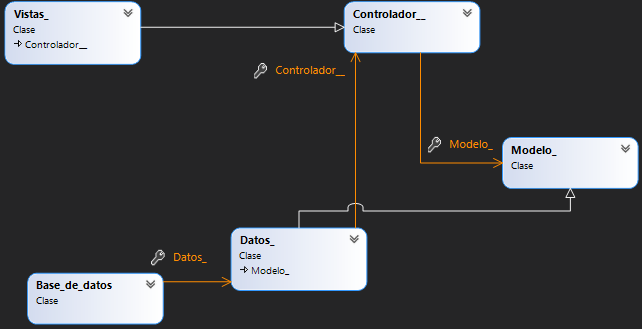 Vistas_
Clase
→ Controlador__
Controlador__
Clase
Controlador__
Modelo_
Modelo_
Clase
Datos_
Clase
→ Modelo_
Datos_
Base_de_datos
Clase